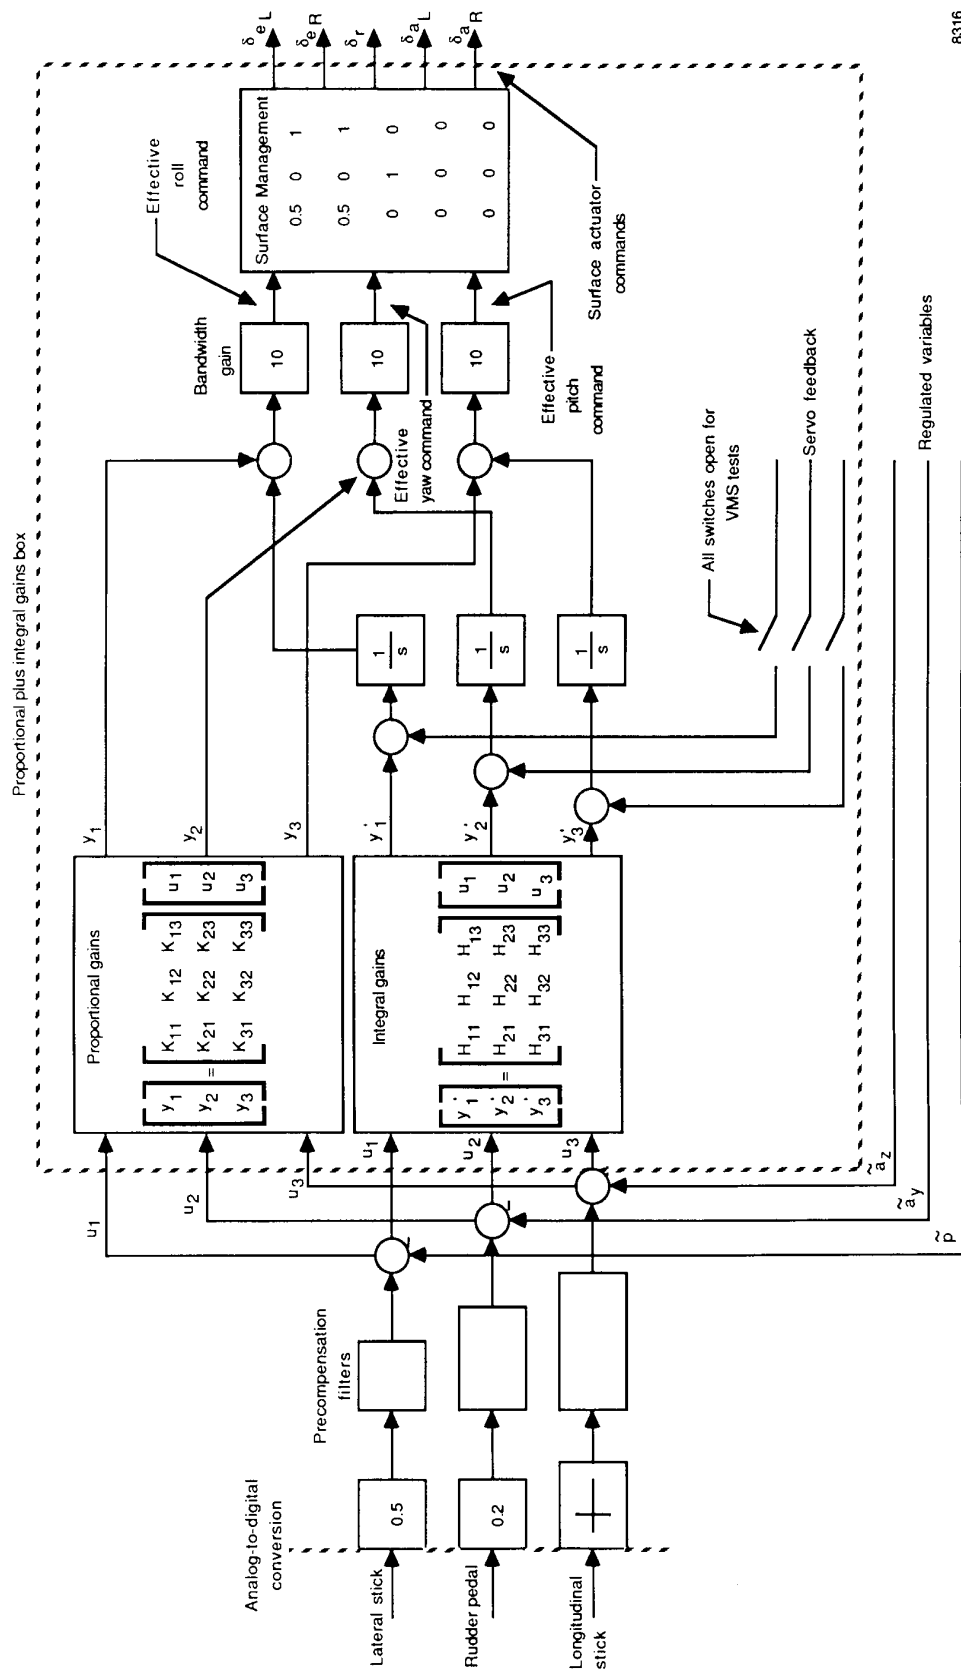 Proportional plus integral gains box
Analog-to-digital
conversion
Lateral stick
Rudder pedal
Longitudinal
stick
0.5
0.2
Precompensation
filters
u1
u2
u3
u1
u2
u3
p̃
ãy
ãz
Proportional gains
[y1 y2 y3] = [K11 K12 K13
K21 K22 K23
K31 K32 K33] [u1 u2 u3]
Integral gains
[y'1 y'2 y'3] = [H11 H12 H13
H21 H22 H23
H31 H32 H33] [u1 u2 u3]
y1
y2
y3
y'1
y'2
y'3
1/s
1/s
1/s
All switches open for
VMS tests
Servo feedback
Regulated variables
Bandwidth
gain
10
10
10
Effective
roll
command
Effective
yaw command
Effective
pitch
command
Surface Management
0.5 0 1
0.5 0 1
0 1 0
0 0 0
0 0 0
Surface actuator
commands
δeL
δeR
δr
δaL
δaR
8316